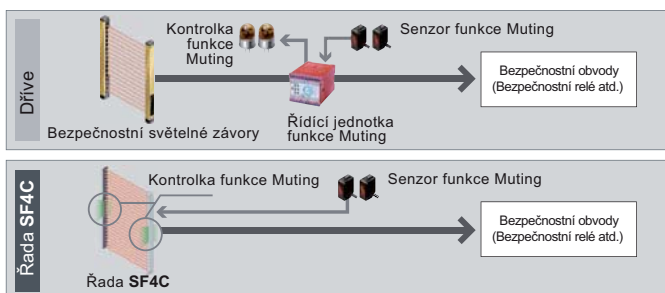 Dříve
Kontrolka
funkce
Muting
Senzor funkce Muting
Bezpečnostní světelné závory
Řídící jednotka
funkce Muting
Bezpečnostní obvody
(Bezpečnostní relé atd.)
Řada SF4C
Kontrolka funkce Muting
Senzor funkce Muting
Řada SF4C
Bezpečnostní obvody
(Bezpečnostní relé atd.)